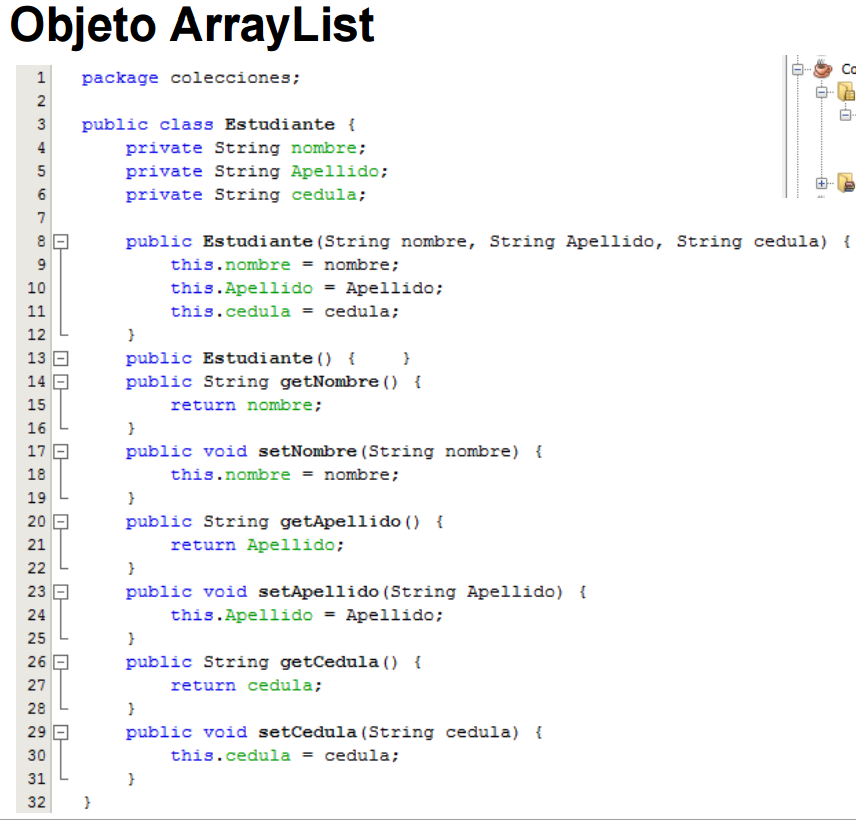 Objeto ArrayList
1 package colecciones;
2
3 public class Estudiante {
4 private String nombre;
5 private String Apellido;
6 private String cedula;
7
8 public Estudiante(String nombre, String Apellido, String cedula) {
9 this.nombre = nombre;
10 this.Apellido = Apellido;
11 this.cedula = cedula;
12 }
13 public Estudiante() { }
14 public String getNombre() {
15 return nombre;
16 }
17 public void setNombre(String nombre) {
18 this.nombre = nombre;
19 }
20 public String getApellido() {
21 return Apellido;
22 }
23 public void setApellido(String Apellido) {
24 this.Apellido = Apellido;
25 }
26 public String getCedula() {
27 return cedula;
28 }
29 public void setCedula(String cedula) {
30 this.cedula = cedula;
31 }
32 }